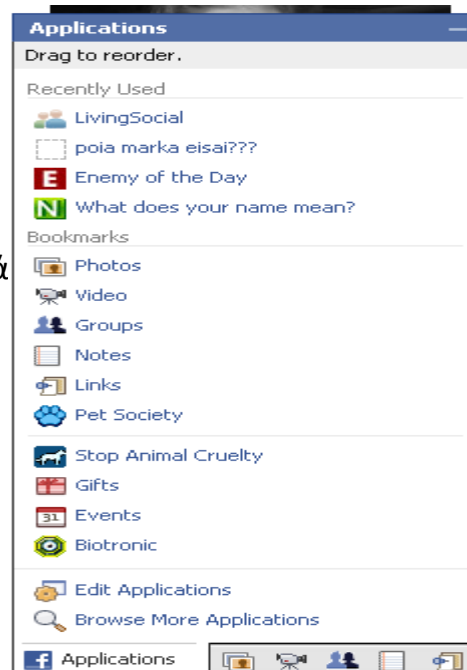 Applications
Drag to reorder.
Recently Used
LivingSocial
poia marka eisai???
E Enemy of the Day
N What does your name mean?
Bookmarks
ά
Photos
Video
Groups
Notes
Links
Pet Society
Stop Animal Cruelty
Gifts
31 Events
Biotronic
Edit Applications
Browse More Applications
f Applications